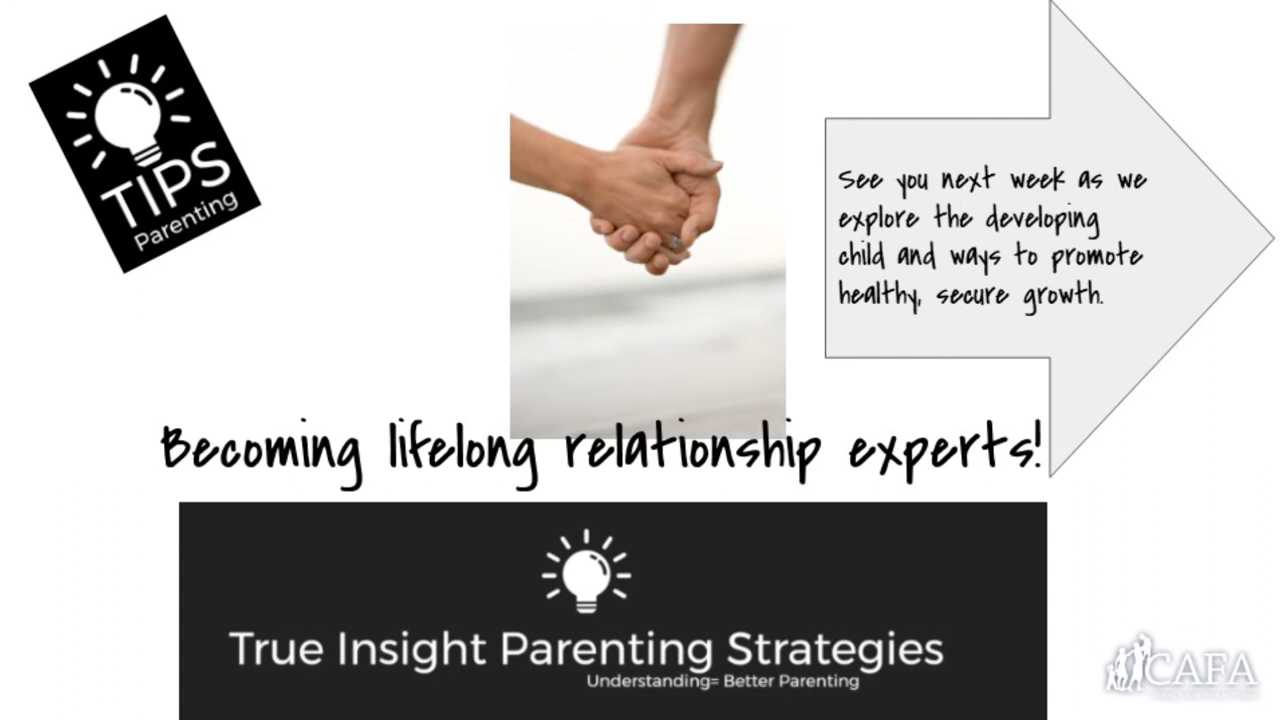 TIPS
Parenting
See you next week as we
explore the developing
child and ways to promote
healthy, secure growth.
Becoming lifelong relationship experts!
True Insight Parenting Strategies
Understanding= Better Parenting
CAFA